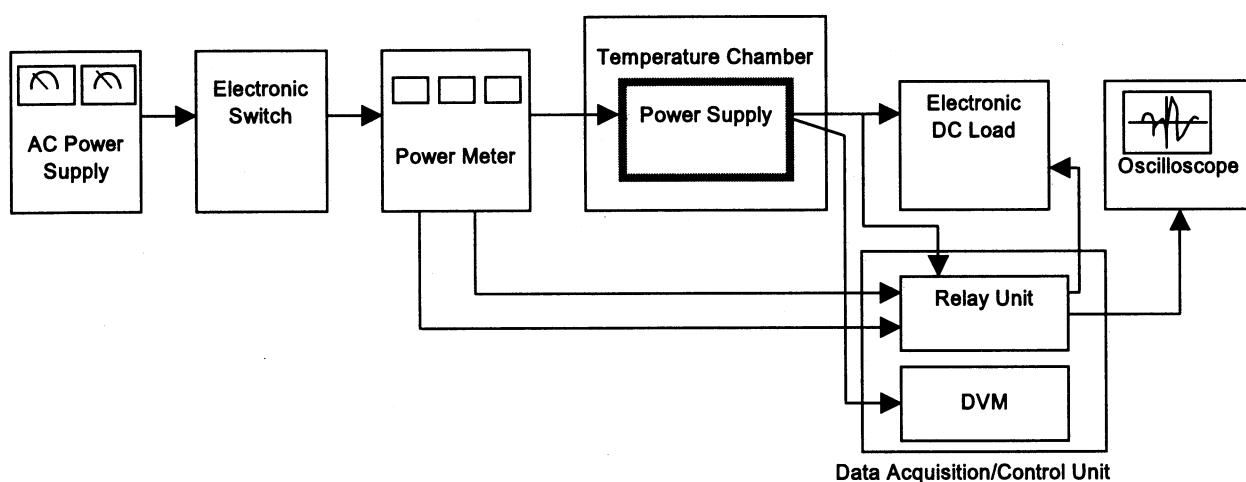 AC Power
Supply
Electronic
Switch
Power Meter
Temperature Chamber
Power Supply
Electronic
DC Load
Oscilloscope
Relay Unit
DVM
Data Acquisition/Control Unit